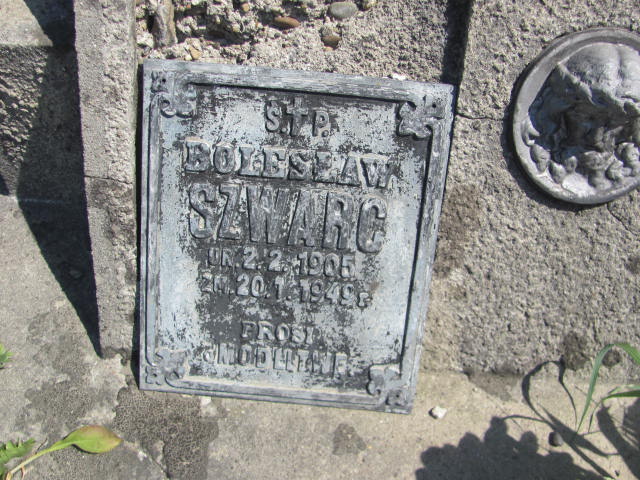 Ś.†P.
BOLESŁAW
SZWARC
UR. 2.2.1905
ZM. 20.1.1949 r
PROSI
O MODLITWĘ